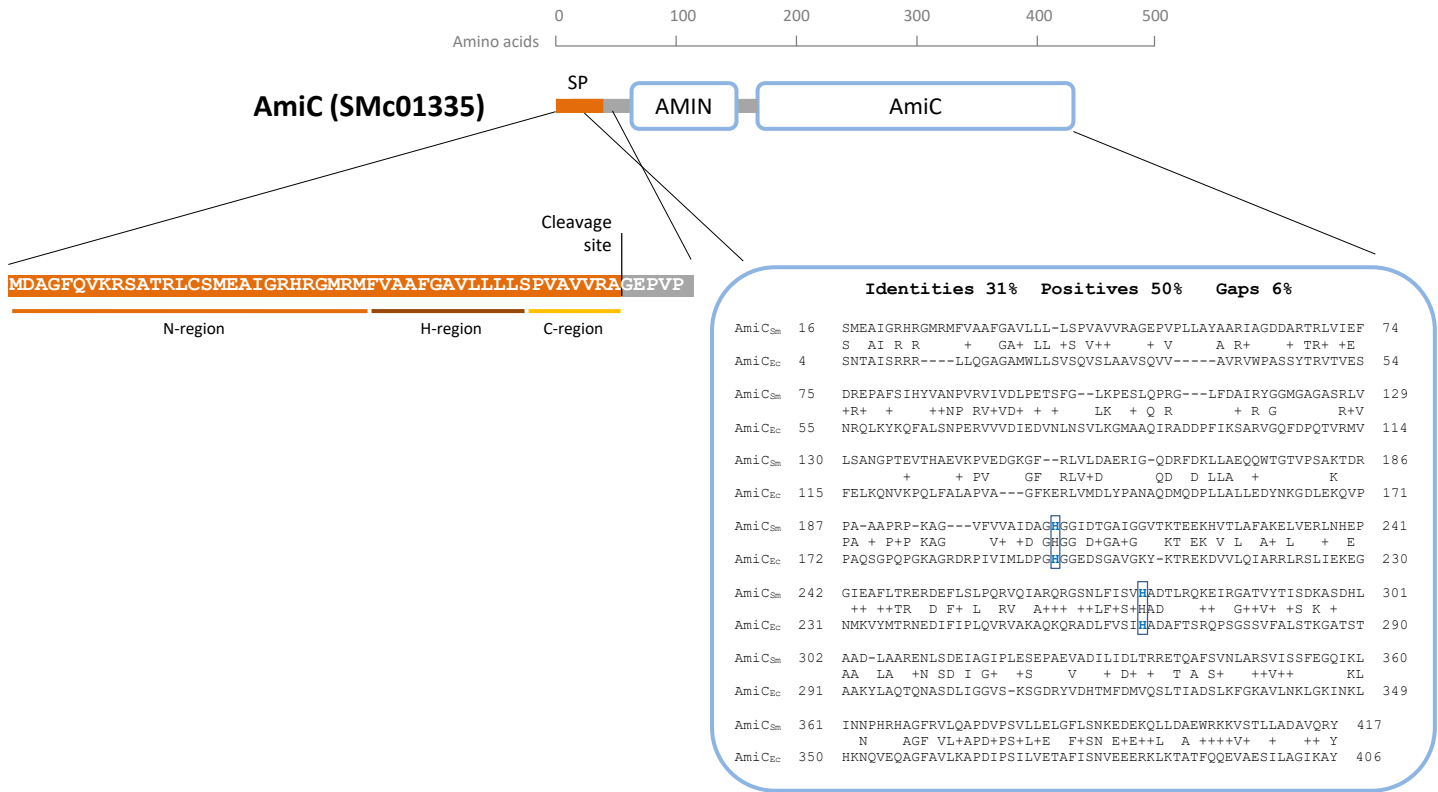 0 100 200 300 400 500
Amino acids
SP
AmiC (SMc01335)
AMIN
AmiC
Cleavage
site
MDAGFQVKRSATRLCSMEAIGRHRGMRMFVAAFGAVLLLLSPVAVVRAGEPVP
N-region H-region C-region
Identities 31% Positives 50% Gaps 6%
AmiCSm 16 SMEAIGRHRGMRMFVAAFGAVLLL-LSPVAVVRAGEPVPLLAYAARIAGDDARTRLVIEF 74
S AI R R + GA+ LL +S V++ + V A R+ + TR+ +E
AmiCEc 4 SNTAISRRR----LLQGAGAMWLLSVSQVSLAAVSQVV-----AVRVWPASSYTRVTVES 54
AmiCSm 75 DREPAFSIHYVANPVRVIVDLPETSFG--LKPESLQPRG---LFDAIRYGGMGAGASRLV 129
+R+ + ++NP RV+VD+ + + LK + Q R + R G R+V
AmiCEc 55 NRQLKYKQFALSNPERVVVDIEDVNLNSVLKGMAAQIRADDPFIKSARVGQFDPQTVRMV 114
AmiCSm 130 LSANGPTEVTHAEVKPVEDGKGF--RLVLDAERIG-QDRFDKLLAEQQWTGTVPSAKTDR 186
+ + PV GF RLV+D QD D LLA + K
AmiCEc 115 FELKQNVKPQLFALAPVA---GFKERLVMDLYPANAQDMQDPLLALLEDYNKGDLEKQVP 171
AmiCSm 187 PA-AAPRP-KAG---VFVVAIDAGHGGIDTGAIGGVTKTEEKHVTLAFAKELVERLNHEP 241
PA + P+P KAG V+ +D GHGG D+GA+G KT EK V L A+ L + E
AmiCEc 172 PAQSGPQPGKAGRDRPIVIMLDPGHGGEDSGAVGKY-KTREKDVVLQIARRLRSLIEKEG 230
AmiCSm 242 GIEAFLTRERDEFLSLPQRVQIARQRGSNLFISVHADTLRQKEIRGATVYTISDKASDHL 301
++ ++TR D F+ L RV A+++ ++LF+S+HAD ++ G++V+ +S K +
AmiCEc 231 NMKVYMTRNEDIFIPLQVRVAKAQKQRADLFVSIHADAFTSRQPSGSSVFALSTKGATST 290
AmiCSm 302 AAD-LAARENLSDEIAGIPLESEPAEVADILIDLTRRETQAFSVNLARSVISSFEGQIKL 360
AA LA +N SD I G+ +S V + D+ + T A S+ ++V++ KL
AmiCEc 291 AAKYLAQTQNASDLIGGVS-KSGDRYVDHTMFDMVQSLTIADSLKFGKAVLNKLGKINKL 349
AmiCSm 361 INNPHRHAGFRVLQAPDVPSVLLELGFLSNKEDEKQLLDAEWRKKVSTLLADAVQRY 417
N AGF VL+APD+PS+L+E F+SN E+E++L A ++++V+ + ++ Y
AmiCEc 350 HKNQVEQAGFAVLKAPDIPSILVETAFISNVEEERKLKTATFQQEVAESILAGIKAY 406